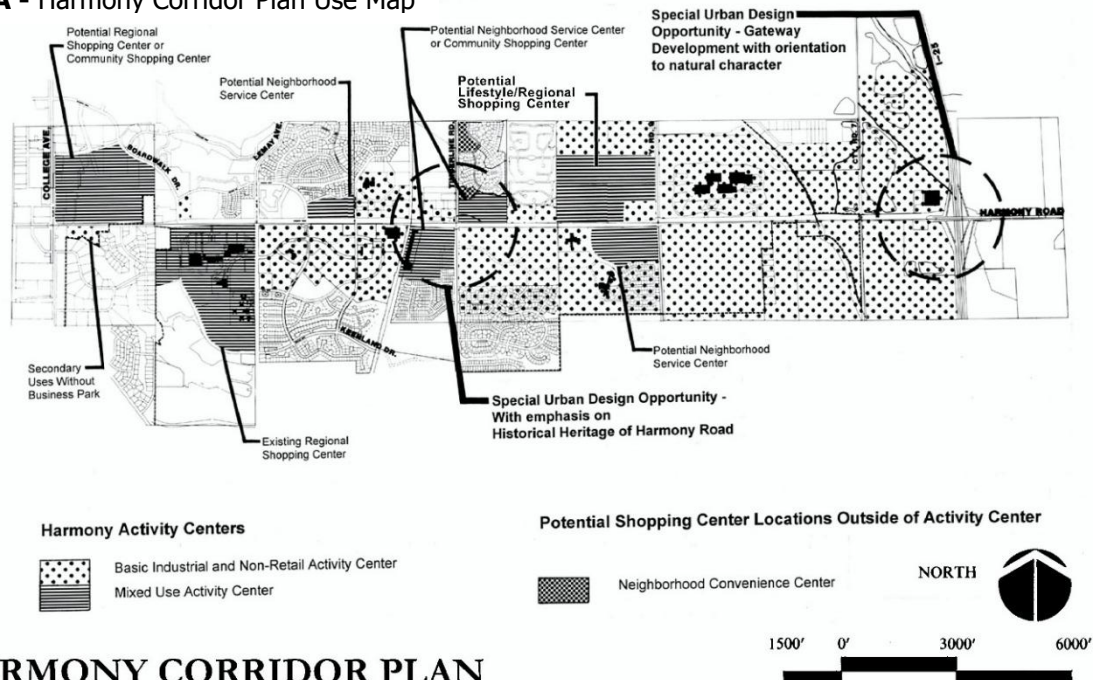 A - Harmony Corridor Plan Use Map
Potential Regional
Shopping Center or
Community Shopping Center
Potential Neighborhood
Service Center
Potential Neighborhood Service Center
or Community Shopping Center
Potential
Lifestyle/Regional
Shopping Center
Special Urban Design
Opportunity - Gateway
Development with orientation
to natural character
I-25
COLLEGE AVE.
BOARDWALK DR.
LEMAY AVE.
HARMONY ROAD
KEENLAND DR.
Secondary
Uses Without
Business Park
Existing Regional
Shopping Center
Special Urban Design Opportunity -
With emphasis on
Historical Heritage of Harmony Road
Potential Neighborhood
Service Center
Harmony Activity Centers
Basic Industrial and Non-Retail Activity Center
Mixed Use Activity Center
Potential Shopping Center Locations Outside of Activity Center
Neighborhood Convenience Center
NORTH
1500' 0' 3000' 6000'
RMONY CORRIDOR PLAN